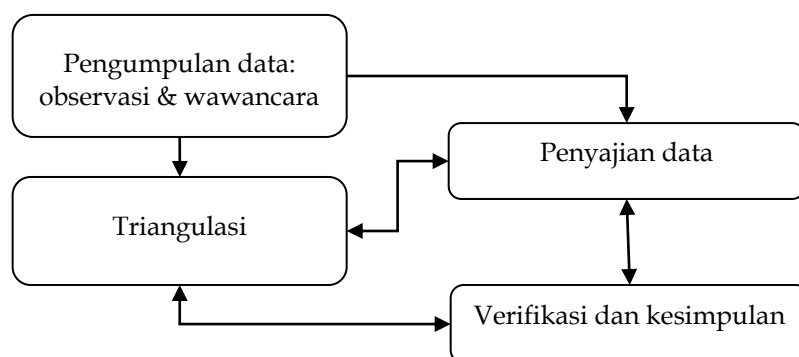 Pengumpulan data:
observasi & wawancara
Penyajian data
Triangulasi
Verifikasi dan kesimpulan